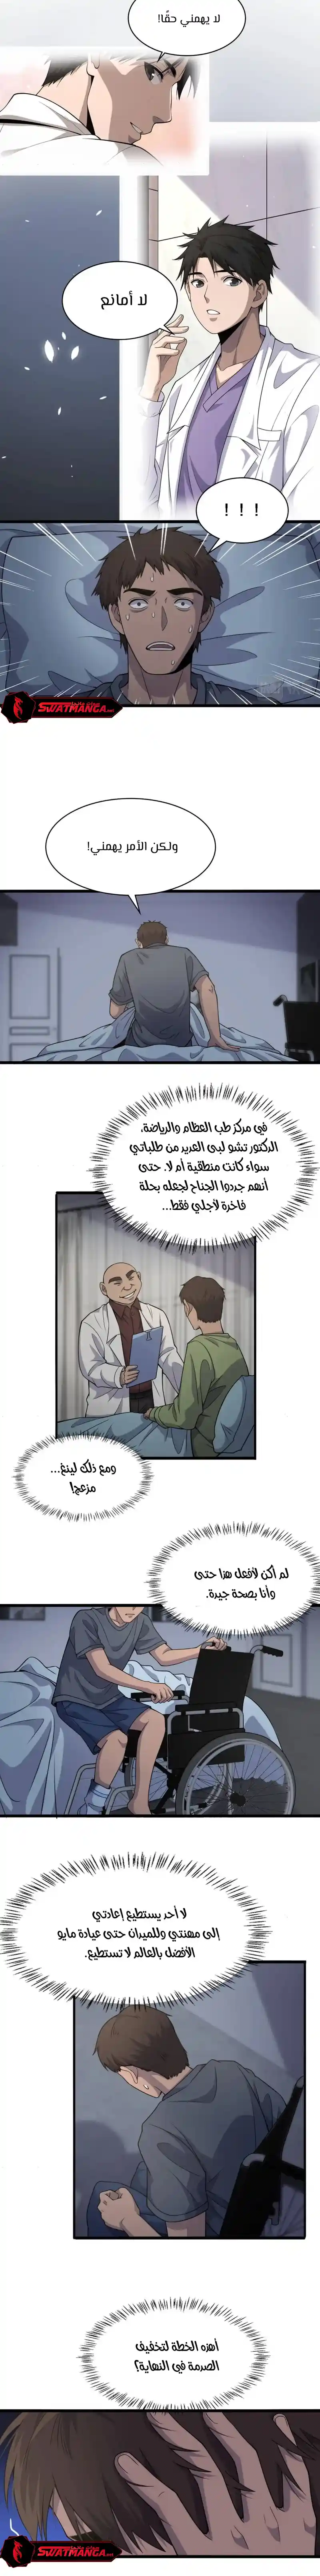 لا يهمني حقًا!
لا أمانع
! ! !
SWATMANGA
ولكن الأمر يهمني!
في مركز طب العظام والرياضة،
الدكتور تشو لبى العديد من طلباتي
سواء كانت منطقية أم لا. حتى
أنهم جددوا الجناح لجعله بحلة
فاخرة لأجلي فقط...
ومع ذلك لينغ...
مزعج!
لم أكن لأفعل هذا حتى
وأنا بصحة جيدة.
لا أحد يستطيع إعادتي
إلى مهنتي وللميدان حتى عيادة مايو
الأفضل بالعالم لا تستطيع.
أهذه الخطة لتخفيف
الصدمة في النهاية؟
SWATMANGA